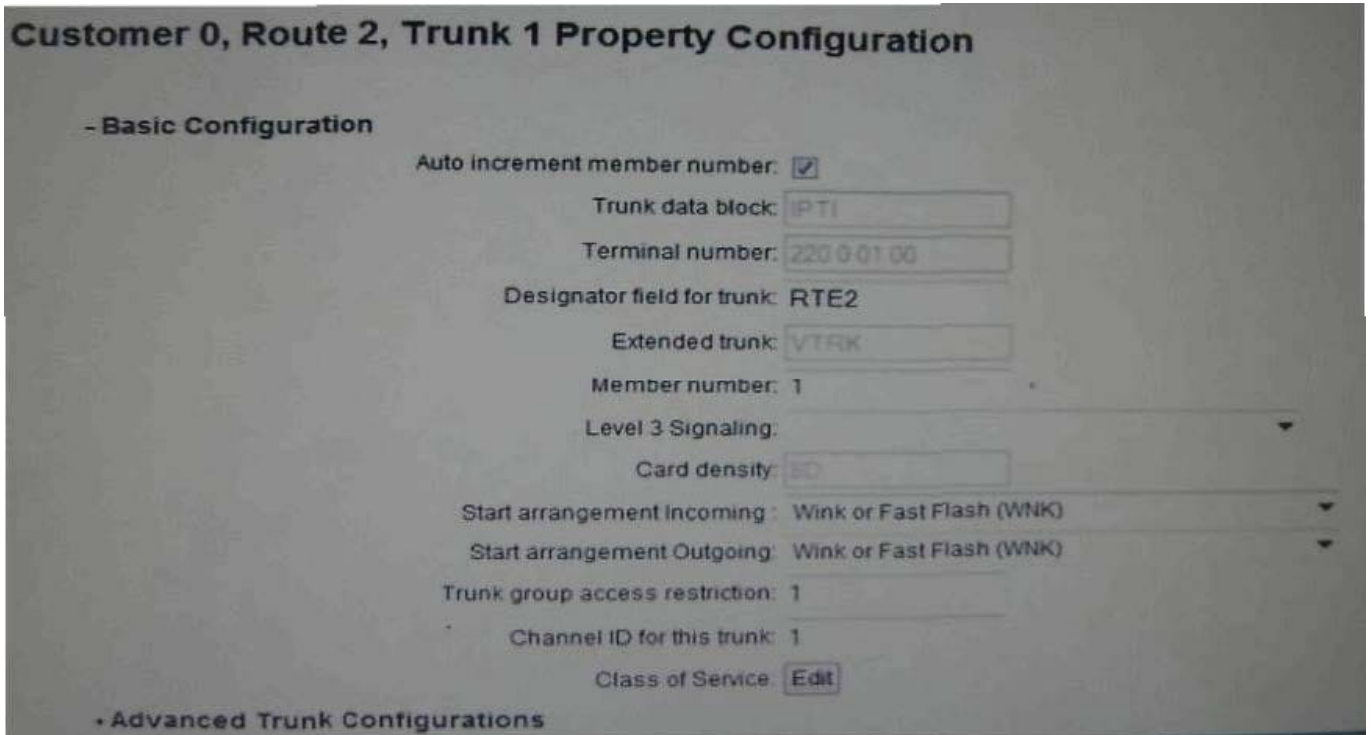 Customer 0, Route 2, Trunk 1 Property Configuration
- Basic Configuration
Auto increment member number:
Trunk data block: IPTI
Terminal number: 220 0 01 00
Designator field for trunk: RTE2
Extended trunk: VTRK
Member number: 1
Level 3 Signaling:
Card density: 8D
Start arrangement Incoming : Wink or Fast Flash (WNK)
Start arrangement Outgoing: Wink or Fast Flash (WNK)
Trunk group access restriction: 1
Channel ID for this trunk: 1
Class of Service: Edit
+ Advanced Trunk Configurations